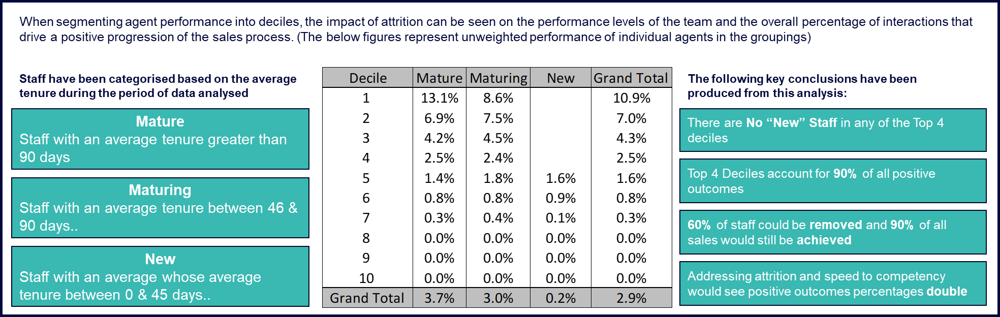 When segmenting agent performance into deciles, the impact of attrition can be seen on the performance levels of the team and the overall percentage of interactions that
drive a positive progression of the sales process. (The below figures represent unweighted performance of individual agents in the groupings)
Staff have been categorised based on the average
tenure during the period of data analysed
Mature
Staff with an average tenure greater than
90 days
Maturing
Staff with an average tenure between 46 &
90 days..
New
Staff with an average whose average
tenure between 0 & 45 days..
Decile Mature Maturing New Grand Total
1 13.1% 8.6% 10.9%
2 6.9% 7.5% 7.0%
3 4.2% 4.5% 4.3%
4 2.5% 2.4% 2.5%
5 1.4% 1.8% 1.6% 1.6%
6 0.8% 0.8% 0.9% 0.8%
7 0.3% 0.4% 0.1% 0.3%
8 0.0% 0.0% 0.0% 0.0%
9 0.0% 0.0% 0.0% 0.0%
10 0.0% 0.0% 0.0% 0.0%
Grand Total 3.7% 3.0% 0.2% 2.9%
The following key conclusions have been
produced from this analysis:
There are No “New” Staff in any of the Top 4
deciles
Top 4 Deciles account for 90% of all positive
outcomes
60% of staff could be removed and 90% of all
sales would still be achieved
Addressing attrition and speed to competency
would see positive outcomes percentages double